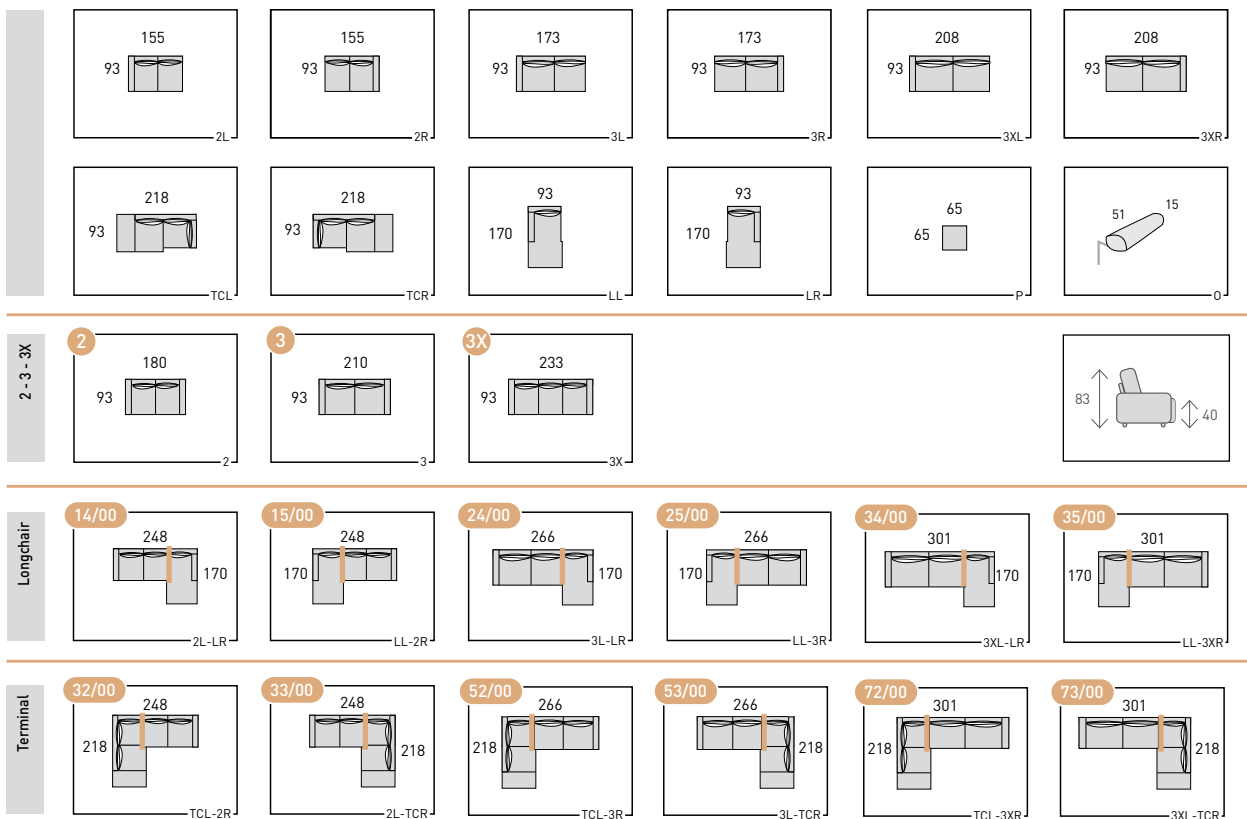 155
93
2L
155
93
2R
173
93
3L
173
93
3R
208
93
3XL
208
93
3XR
218
93
TCL
218
93
TCR
93
170
LL
93
170
LR
65
65
P
51
15
O
2 - 3 - 3X
2
180
93
2
3
210
93
3
3X
233
93
3X
83
40
Longchair
14/00
248
170
2L-LR
15/00
248
170
LL-2R
24/00
266
170
3L-LR
25/00
266
170
LL-3R
34/00
301
170
3XL-LR
35/00
301
170
LL-3XR
Terminal
32/00
248
218
TCL-2R
33/00
248
218
2L-TCR
52/00
266
218
TCL-3R
53/00
266
218
3L-TCR
72/00
301
218
TCL-3XR
73/00
301
218
3XL-TCR